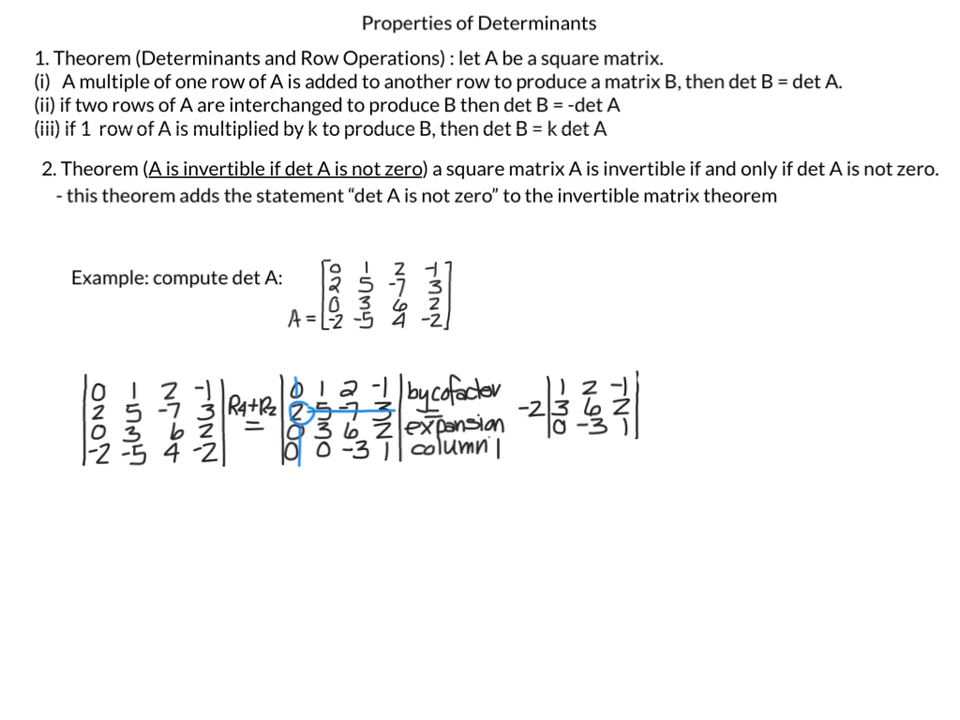 Properties of Determinants
1. Theorem (Determinants and Row Operations) : let A be a square matrix.
(i) A multiple of one row of A is added to another row to produce a matrix B, then det B = det A.
(ii) if two rows of A are interchanged to produce B then det B = -det A
(iii) if 1 row of A is multiplied by k to produce B, then det B = k det A
2. Theorem (A is invertible if det A is not zero) a square matrix A is invertible if and only if det A is not zero.
- this theorem adds the statement “det A is not zero” to the invertible matrix theorem
Example: compute det A:
A = [0 1 2 -1
2 5 -7 3
0 3 6 2
-2 -5 4 -2]
|0 1 2 -1
2 5 -7 3
0 3 6 2
-2 -5 4 -2|
R4+R2
=
|0 1 2 -1
2 5 -7 3
0 3 6 2
0 0 -3 1|
by cofactor
=
expansion
column 1
-2|1 2 -1
3 6 2
0 -3 1|